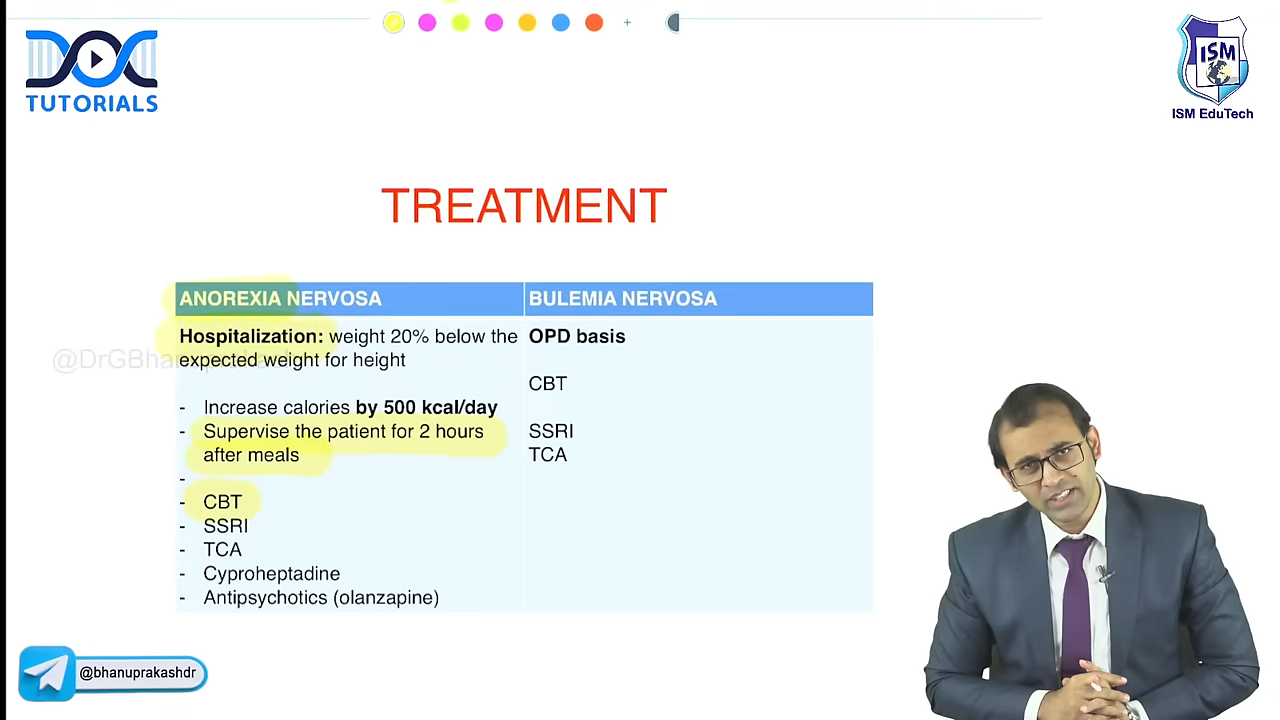 DOC
TUTORIALS
ISM
ISM EduTech
TREATMENT
ANOREXIA NERVOSA
Hospitalization: weight 20% below the
expected weight for height
- Increase calories by 500 kcal/day
- Supervise the patient for 2 hours
after meals
-
- CBT
- SSRI
- TCA
- Cyproheptadine
- Antipsychotics (olanzapine)
BULEMIA NERVOSA
OPD basis
CBT
SSRI
TCA
@bhanuprakashdr